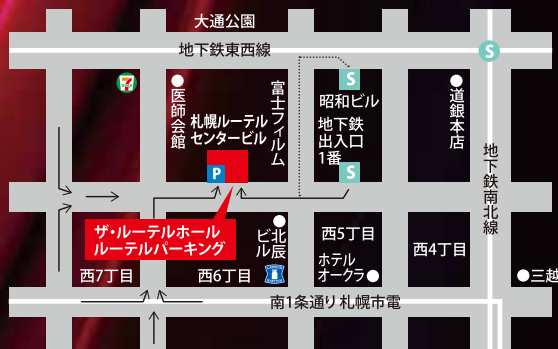 大通公園
地下鉄東西線
S
7
医師会館
富士フイルム
S
昭和ビル
道銀本店
札幌ルーテル
センタービル
地下鉄
出入口
1番
P
S
地下鉄南北線
ザ・ルーテルホール
ルーテルパーキング
北辰
ビル
西5丁目
西4丁目
西7丁目
西6丁目
ホテル
オークラ
三越
南1条通り 札幌市電